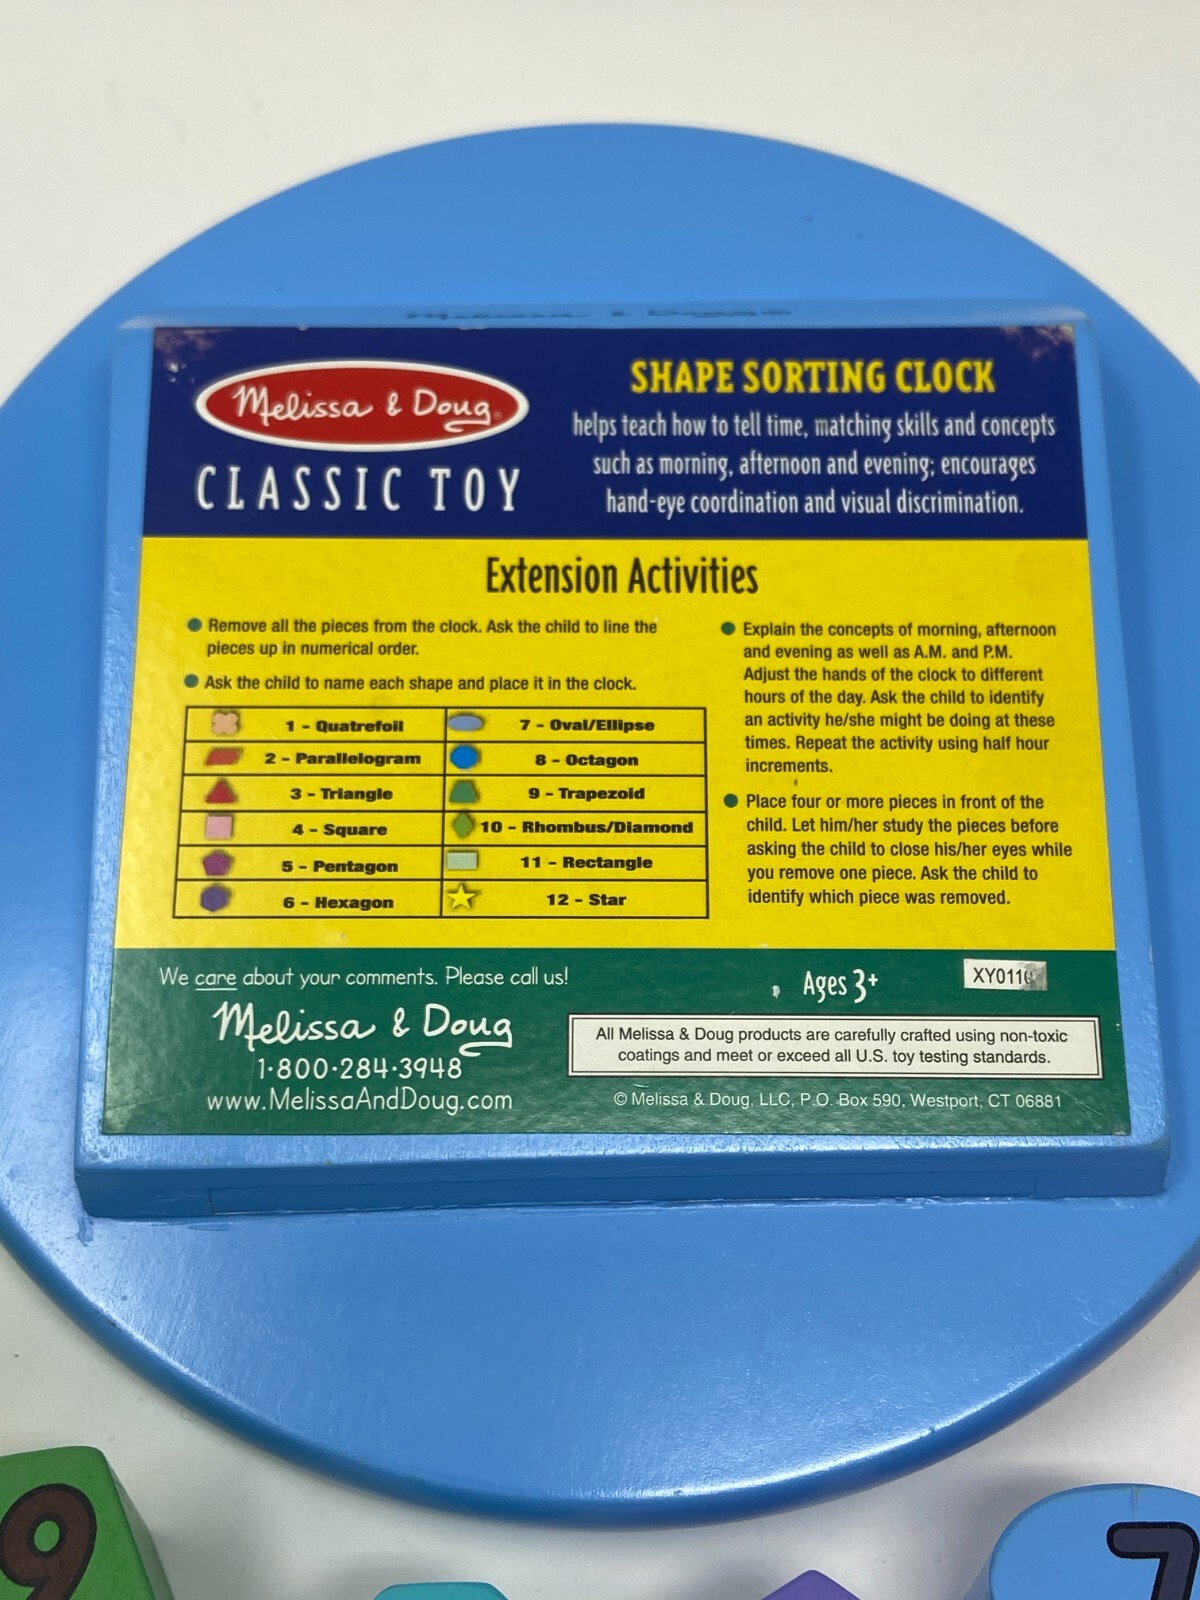 Melissa & Doug®
Melissa & Doug®
CLASSIC TOY
SHAPE SORTING CLOCK
helps teach how to tell time, matching skills and concepts
such as morning, afternoon and evening; encourages
hand-eye coordination and visual discrimination.
Extension Activities
● Remove all the pieces from the clock. Ask the child to line the
pieces up in numerical order.
● Ask the child to name each shape and place it in the clock.
1 - Quatrefoil
7 - Oval/Ellipse
2 - Parallelogram
8 - Octagon
3 - Triangle
9 - Trapezoid
4 - Square
10 - Rhombus/Diamond
5 - Pentagon
11 - Rectangle
6 - Hexagon
12 - Star
● Explain the concepts of morning, afternoon
and evening as well as A.M. and P.M.
Adjust the hands of the clock to different
hours of the day. Ask the child to identify
an activity he/she might be doing at these
times. Repeat the activity using half hour
increments.
● Place four or more pieces in front of the
child. Let him/her study the pieces before
asking the child to close his/her eyes while
you remove one piece. Ask the child to
identify which piece was removed.
We care about your comments. Please call us!
Melissa & Doug
1·800·284·3948
www.MelissaAndDoug.com
Ages 3+
All Melissa & Doug products are carefully crafted using non-toxic
coatings and meet or exceed all U.S. toy testing standards.
© Melissa & Doug, LLC, P.O. Box 590, Westport, CT 06881
9
7